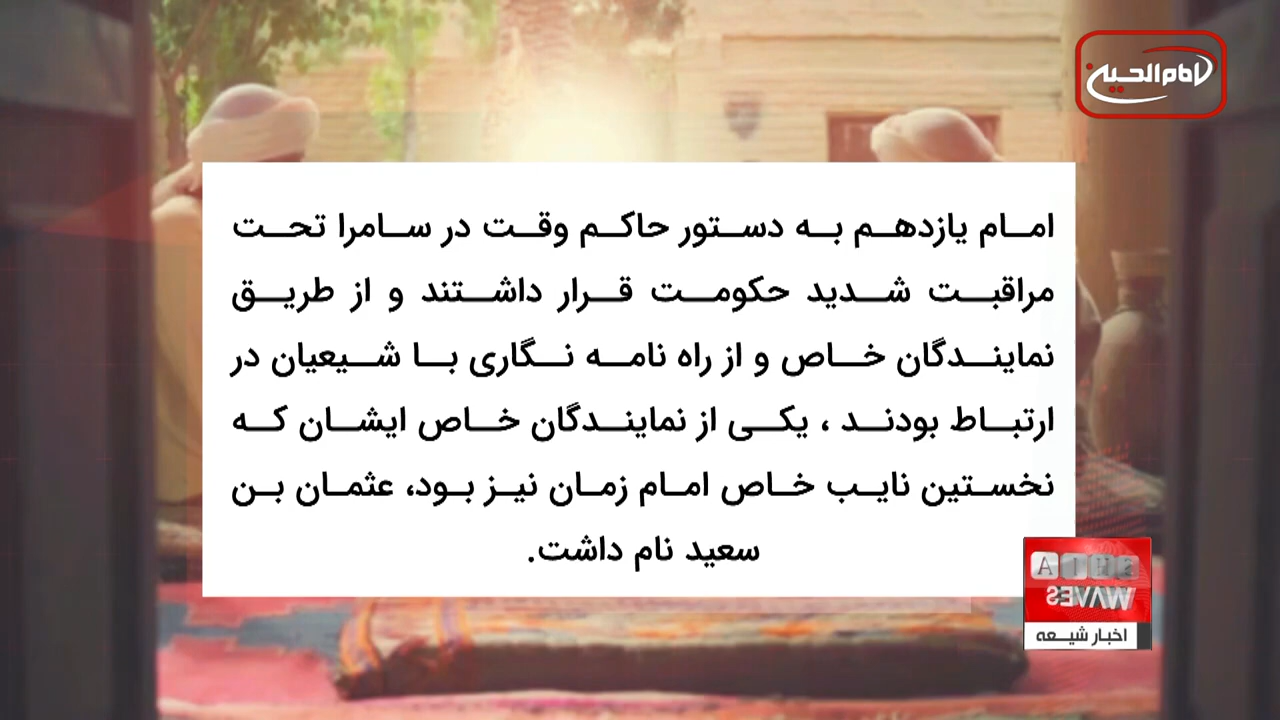 امام الحسین
امام یازدهم به دستور حاکم وقت در سامرا تحت
مراقبت شدید حکومت قرار داشتند و از طریق
نمایندگان خاص و از راه نامه نگاری با شیعیان در
ارتباط بودند ، یکی از نمایندگان خاص ایشان که
نخستین نایب خاص امام زمان نیز بود، عثمان بن
سعید نام داشت.
WAVES
اخبار شیعه